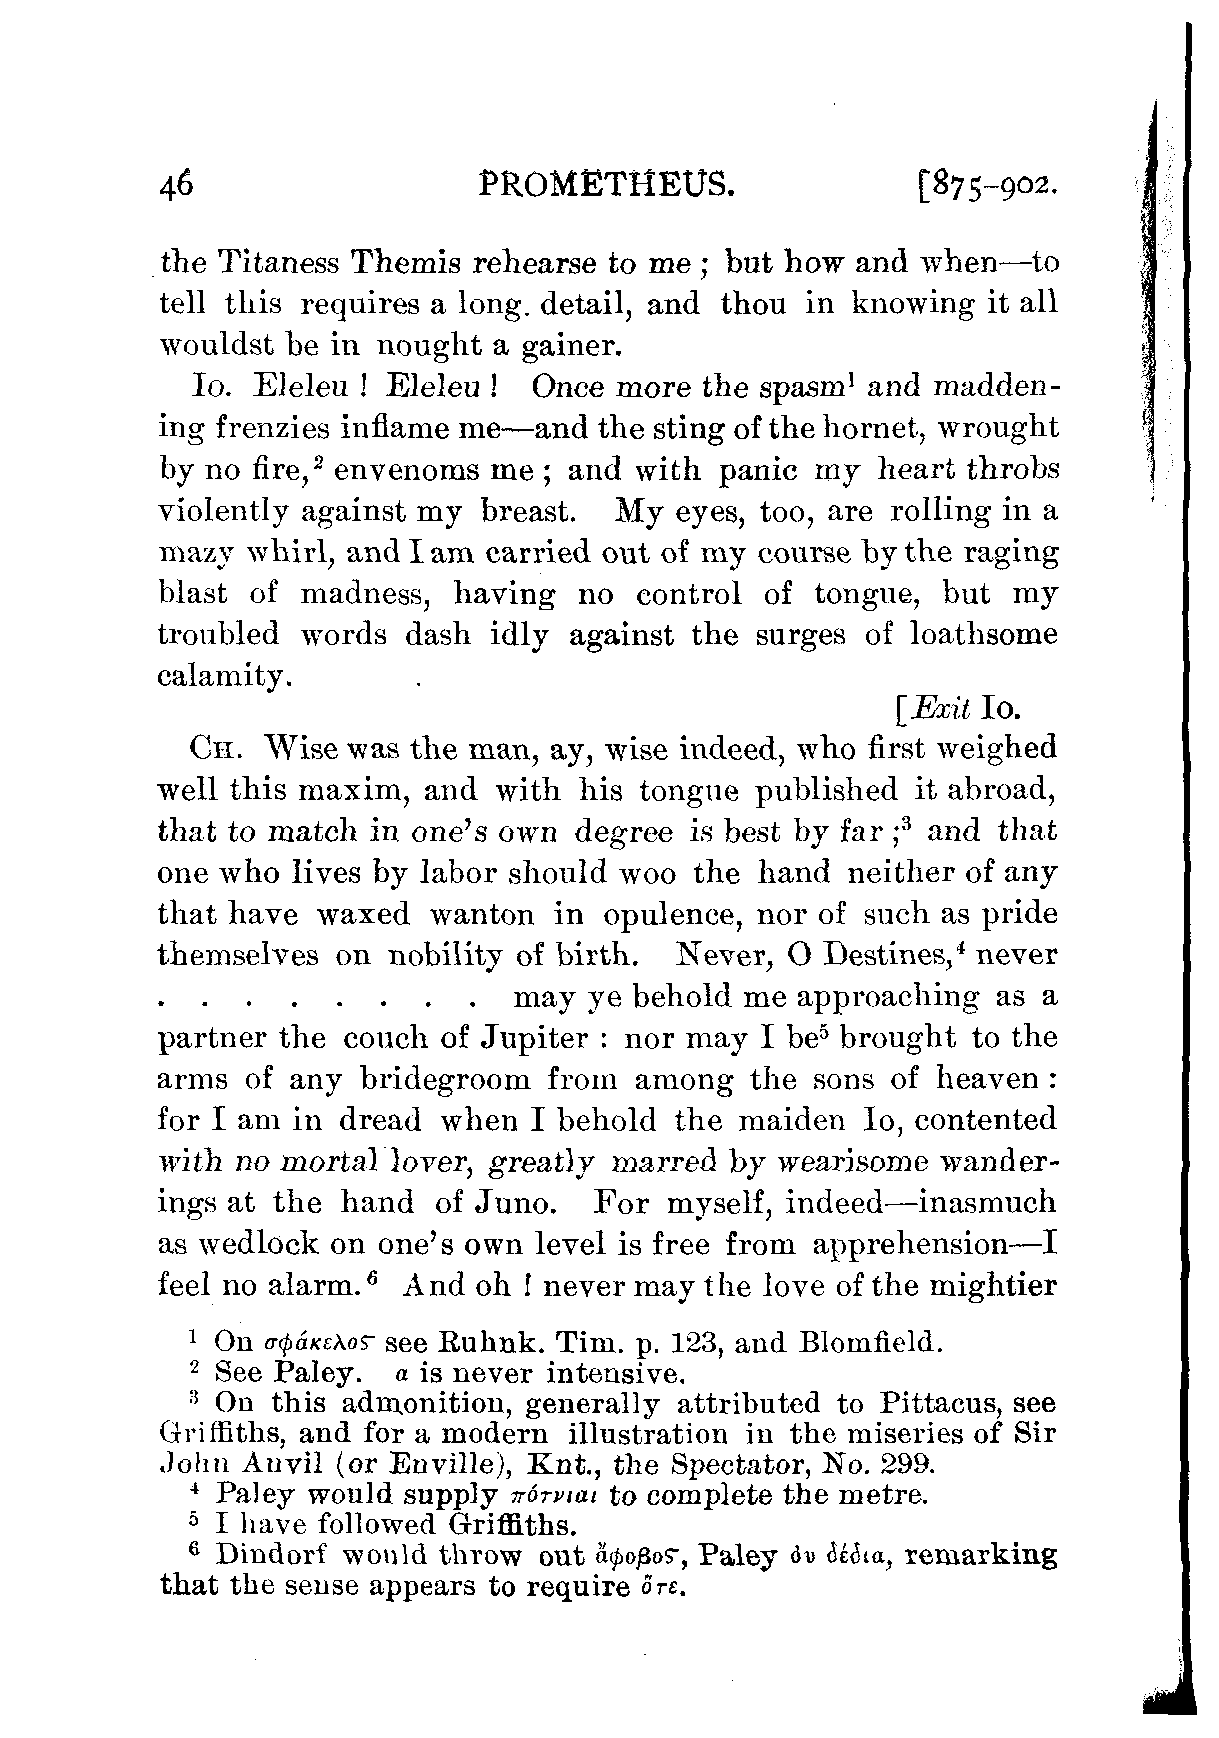 46 PROMETHEUS. [875-902.
the Titaness Themis rehearse to me ; but how and when—to
tell this requires a long. detail, and thou in knowing it all
wouldst be in nought a gainer.
Io. Eleleu ! Eleleu ! Once more the spasm¹ and madden-
ing frenzies inflame me—and the sting of the hornet, wrought
by no fire,² envenoms me ; and with panic my heart throbs
violently against my breast. My eyes, too, are rolling in a
mazy whirl, and I am carried out of my course by the raging
blast of madness, having no control of tongue, but my
troubled words dash idly against the surges of loathsome
calamity.
[Exit Io.
CH. Wise was the man, ay, wise indeed, who first weighed
well this maxim, and with his tongue published it abroad,
that to match in one's own degree is best by far ;³ and that
one who lives by labor should woo the hand neither of any
that have waxed wanton in opulence, nor of such as pride
themselves on nobility of birth. Never, O Destines,⁴ never
. . . . . . . . may ye behold me approaching as a
partner the couch of Jupiter : nor may I be⁵ brought to the
arms of any bridegroom from among the sons of heaven :
for I am in dread when I behold the maiden Io, contented
with no mortal lover, greatly marred by wearisome wander-
ings at the hand of Juno. For myself, indeed—inasmuch
as wedlock on one's own level is free from apprehension—I
feel no alarm.⁶ And oh ! never may the love of the mightier
¹ On σφάκελος see Ruhnk. Tim. p. 123, and Blomfield.
² See Paley. α is never intensive.
³ On this admonition, generally attributed to Pittacus, see
Griffiths, and for a modern illustration in the miseries of Sir
John Anvil (or Enville), Knt., the Spectator, No. 299.
⁴ Paley would supply πότνιαι to complete the metre.
⁵ I have followed Griffiths.
⁶ Dindorf would throw out ἄφοβος, Paley ὀυ δέδια, remarking
that the sense appears to require ὅτε.